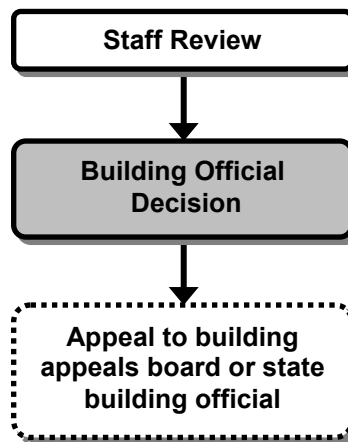 Staff Review
Building Official
Decision
Appeal to building
appeals board or state
building official